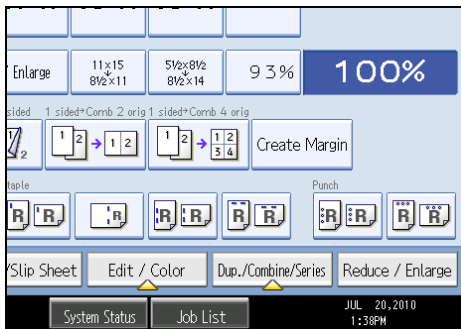 Enlarge
11×15
8½×11
5½×8½
8½×14
93%
100%
sided
1 sided→Comb 2 orig
1 sided→Comb 4 orig
2
1 2 → 1 2
1 2 → 1 2
3 4
Create Margin
taple
Punch
R R
R
R R
R R
R R
R R
/Slip Sheet
Edit / Color
Dup./Combine/Series
Reduce / Enlarge
System Status
Job List
JUL 20,2010
1:38PM